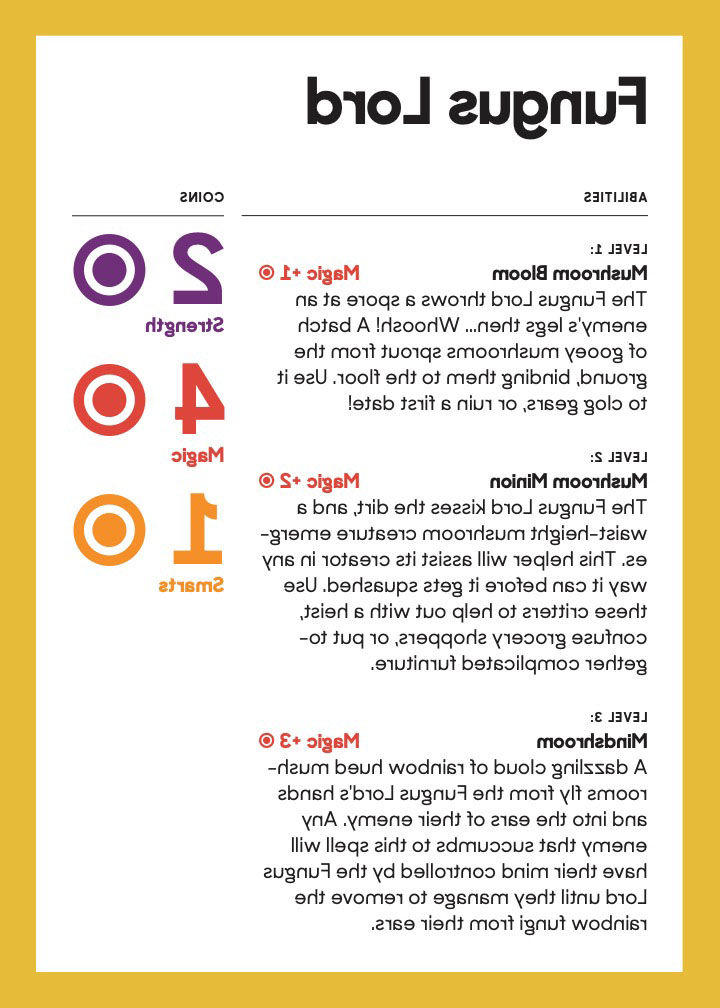 Fungus Lord
ABILITIES
LEVEL 1:
Mushroom Bloom Magic +1
The Fungus Lord throws a spore at an
enemy's legs then... Whoosh! A batch
of gooey mushrooms sprout from the
ground, binding them to the floor. Use it
to clog gears, or ruin a first date!
LEVEL 2:
Mushroom Minion Magic +2
The Fungus Lord kisses the dirt, and a
waist-height mushroom creature emerg-
es. This helper will assist its creator in any
way it can before it gets squashed. Use
these critters to help out with a heist,
confuse grocery shoppers, or put to-
gether complicated furniture.
LEVEL 3:
Mindshroom Magic +3
A dazzling cloud of rainbow hued mush-
rooms fly from the Fungus Lord's hands
and into the ears of their enemy. Any
enemy that succumbs to this spell will
have their mind controlled by the Fungus
Lord until they manage to remove the
rainbow fungi from their ears.
COINS
2
Strength
4
Magic
1
Smarts